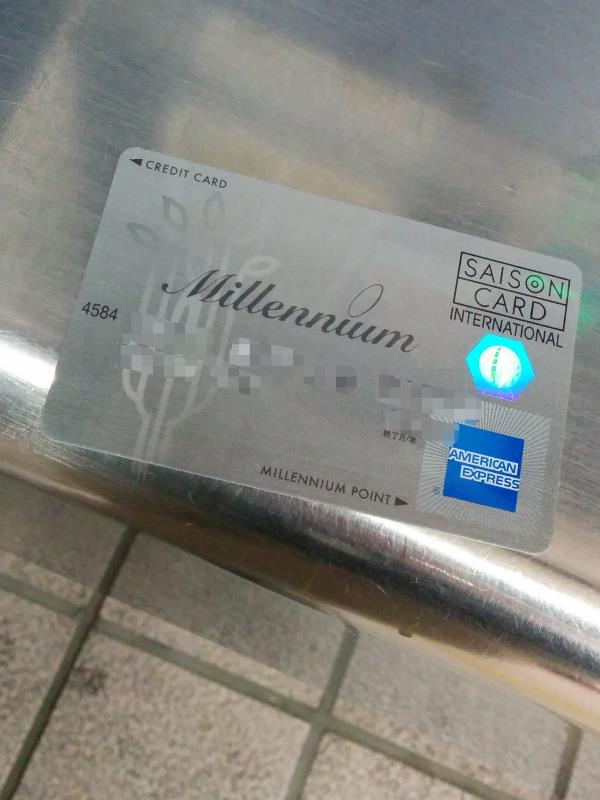 ◀CREDIT CARD
SAISON
CARD
INTERNATIONAL
Millennium
4584
終了月/年
AMERICAN
EXPRESS
®
MILLENNIUM POINT▶